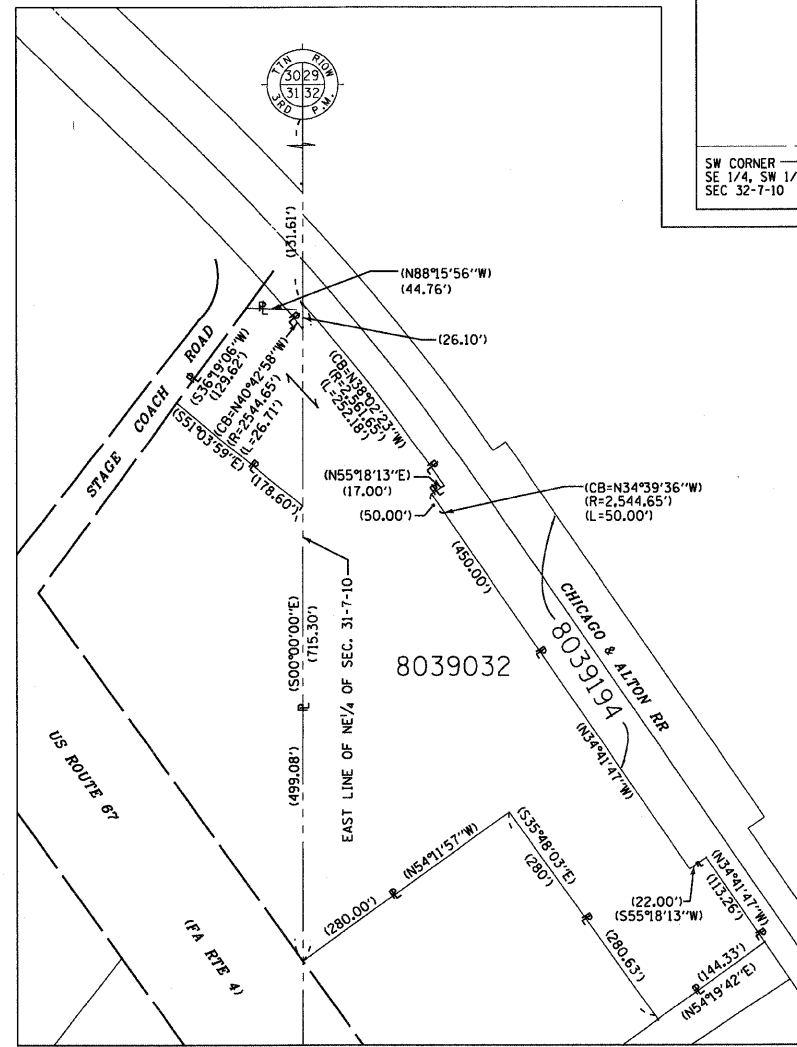 TTN R10W
30 29
31 32
3RD P.M.
SW CORNER
SE 1/4, SW 1/
SEC 32-7-10
(131.61')
(N88°15'56"W)
(44.76')
(26.10')
STAGE COACH ROAD
(S36°19'06"W)
(129.62')
(CB=N40°42'58"W)
(R=2544.65')
(L=26.71')
(S51°03'59"E)
(178.60')
(CB=N38°02'23"W)
(R=2,561.65')
(L=252.18')
(N55°18'13"E)
(17.00')
(50.00')
(CB=N34°39'36"W)
(R=2,544.65')
(L=50.00')
(450.00')
CHICAGO & ALTON RR
8039194
8039032
(N34°41'47"W)
(S00°00'00"E)
(715.30')
EAST LINE OF NE¼ OF SEC. 31-7-10
(499.08')
US ROUTE 67
(FA RTE 4)
(280.00')
(N54°11'57"W)
(S35°48'03"E)
(280')
(280.63')
(22.00')
(S55°18'13"W)
(N34°41'47"W)
(113.26')
(144.33')
(N54°19'42"E)